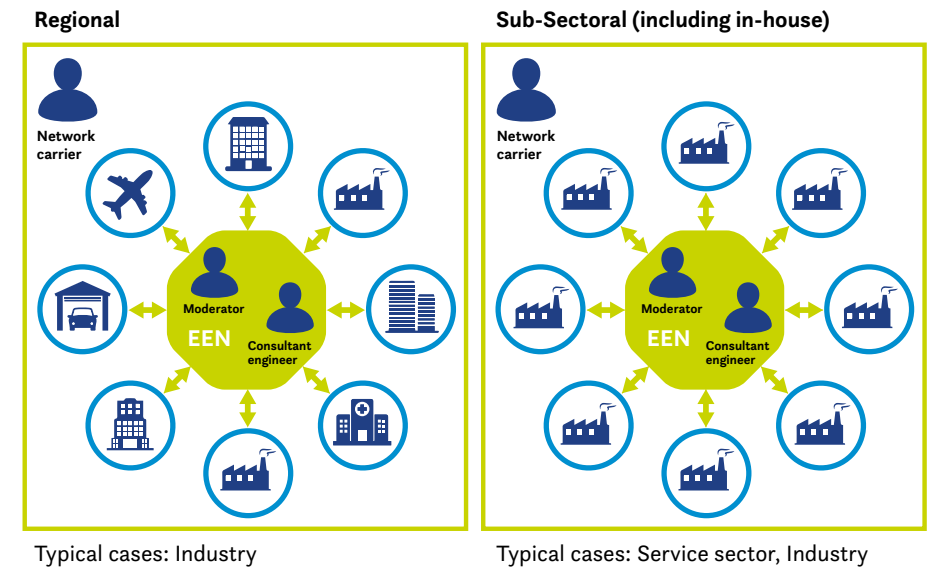 Regional
Network
carrier
Moderator
EEN
Consultant
engineer
Typical cases: Industry
Sub-Sectoral (including in-house)
Network
carrier
Moderator
EEN
Consultant
engineer
Typical cases: Service sector, Industry